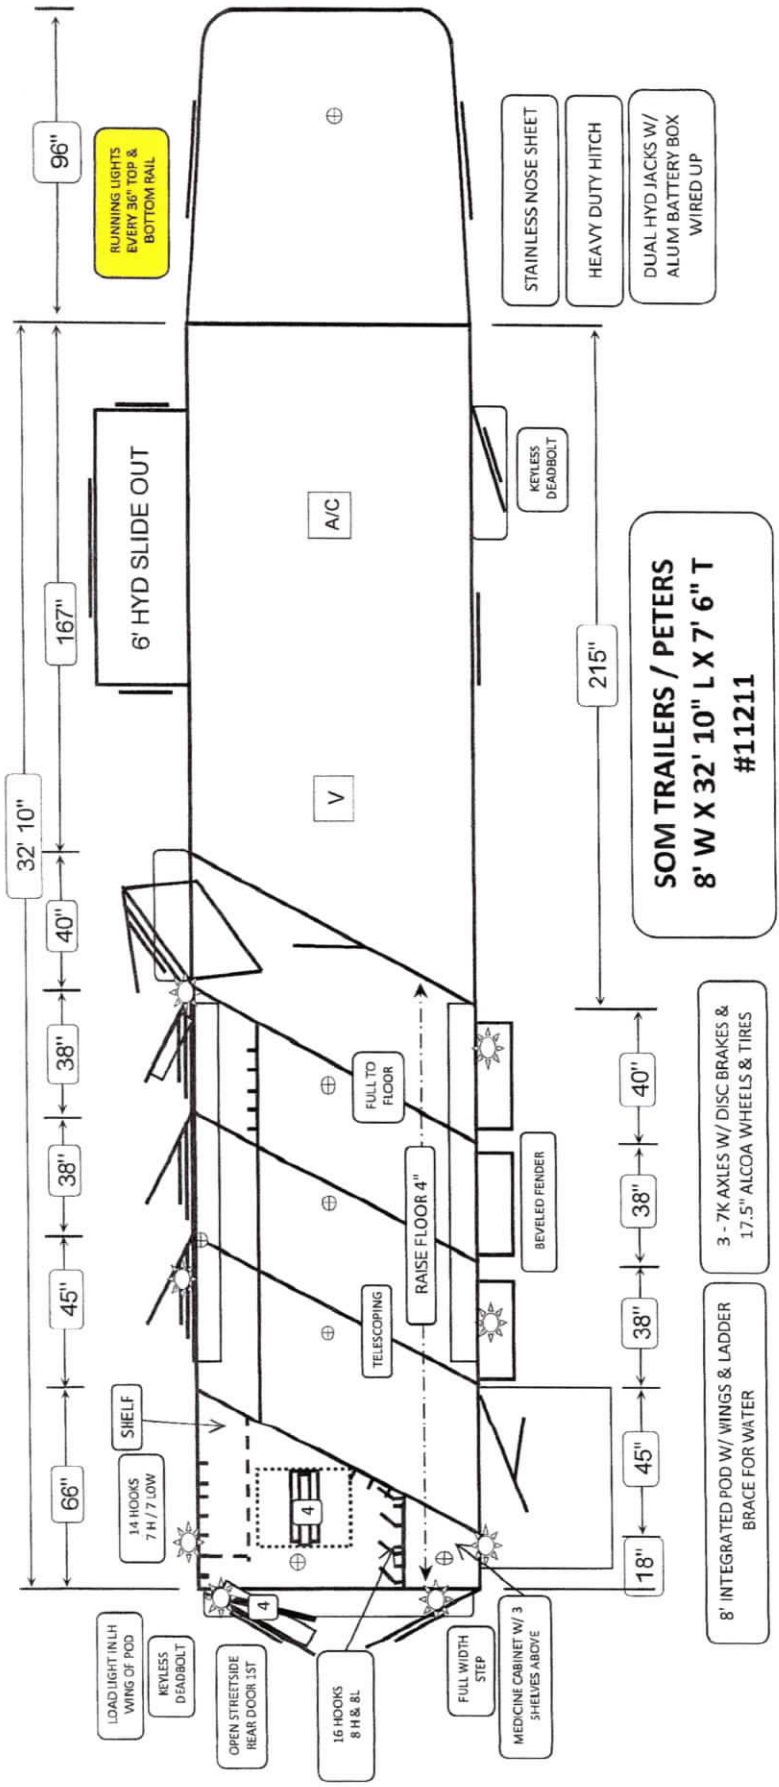 32' 10"
96"
167"
40"
38"
38"
45"
66"
RUNNING LIGHTS
EVERY 36" TOP &
BOTTOM RAIL
6' HYD SLIDE OUT
SHELF
14 HOOKS
7 H / 7 LOW
LOAD LIGHT IN LH
WING OF POD
KEYLESS
DEADBOLT
OPEN STREETSIDE
REAR DOOR 1ST
16 HOOKS
8 H & 8L
4
4
A/C
V
FULL TO
FLOOR
RAISE FLOOR 4"
TELESCOPING
FULL WIDTH
STEP
MEDICINE CABINET W/ 3
SHELVES ABOVE
BEVELED FENDER
KEYLESS
DEADBOLT
STAINLESS NOSE SHEET
HEAVY DUTY HITCH
DUAL HYD JACKS W/
ALUM BATTERY BOX
WIRED UP
215"
40"
38"
38"
45"
18"
SOM TRAILERS / PETERS
8' W X 32' 10" L X 7' 6" T
#11211
3 - 7K AXLES W/ DISC BRAKES &
17.5" ALCOA WHEELS & TIRES
8' INTEGRATED POD W/ WINGS & LADDER
BRACE FOR WATER